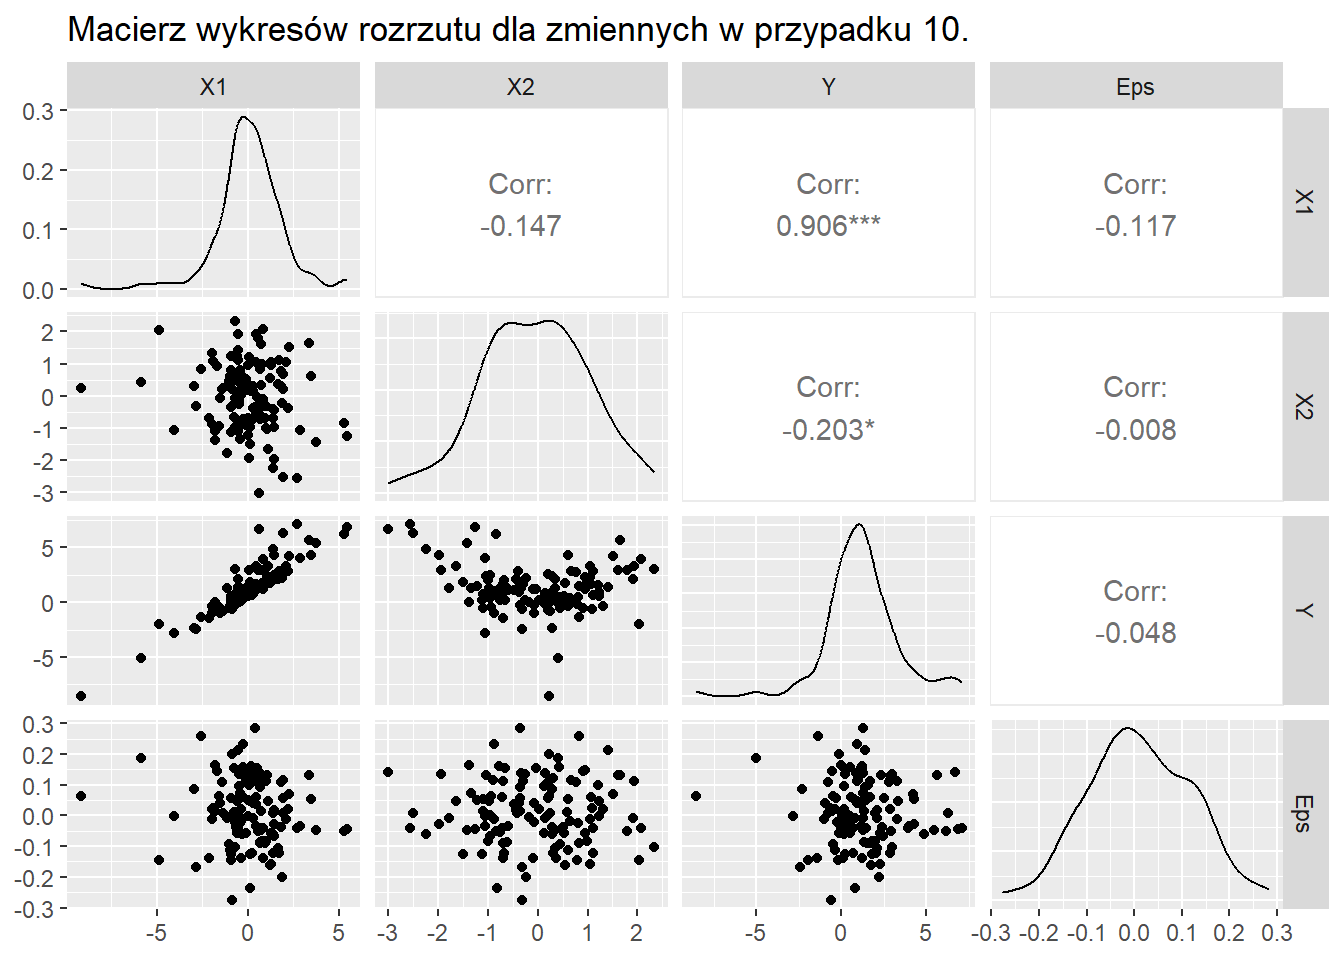 Macierz wykresów rozrzutu dla zmiennych w przypadku 10.
X1 X2 Y Eps
0.3
0.2
0.1
0.0
Corr:
-0.147
Corr:
0.906***
Corr:
-0.117
X1
2
1
0
-1
-2
-3
Corr:
-0.203*
Corr:
-0.008
X2
5
0
-5
Corr:
-0.048
Y
0.3
0.2
0.1
0.0
-0.1
-0.2
-0.3
Eps
-5 0 5
-3 -2 -1 0 1 2
-5 0 5
-0.3 -0.2 -0.1 0.0 0.1 0.2 0.3